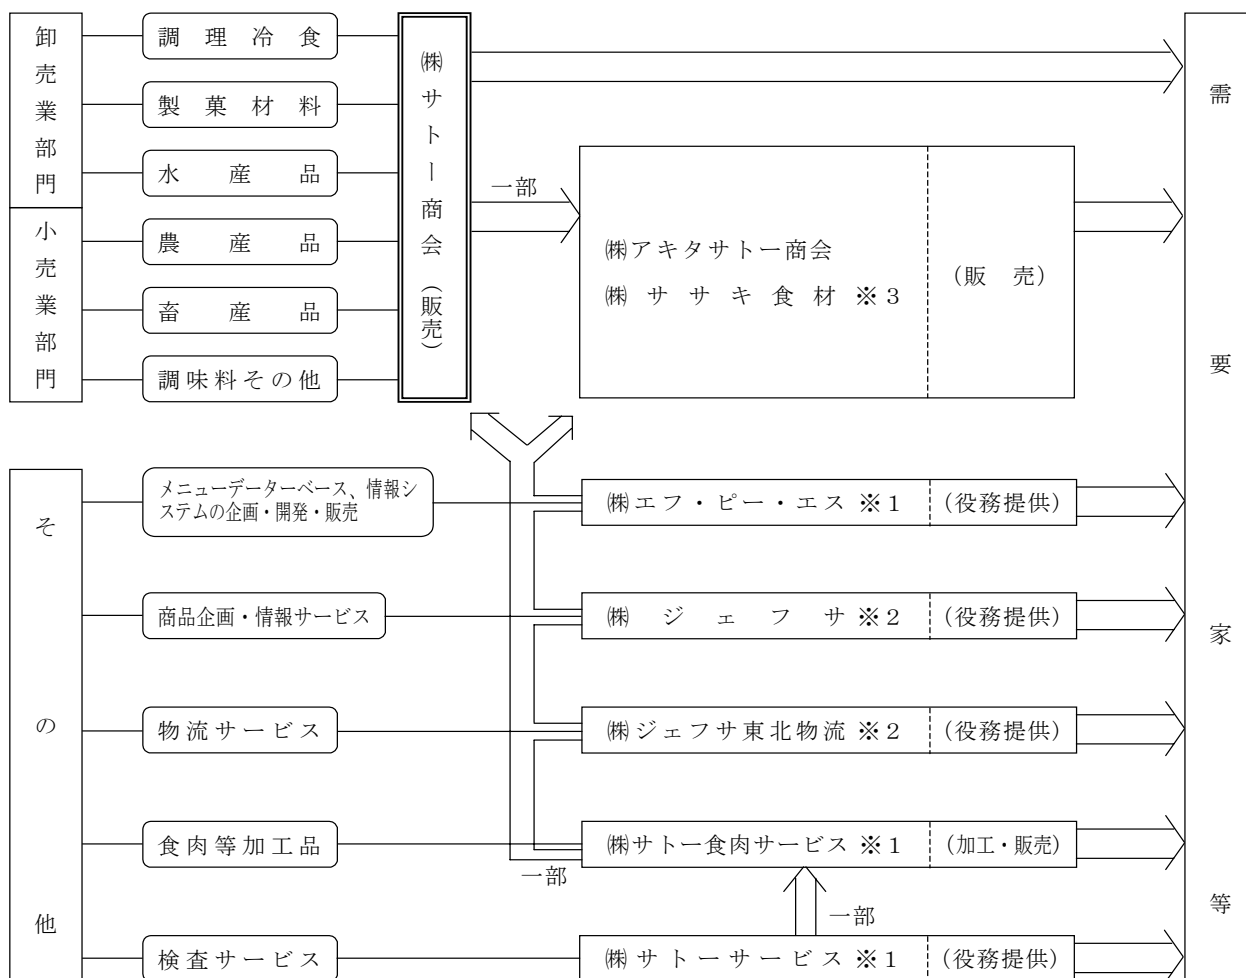 卸売業部門
小売業部門
調理冷食
製菓材料
水産品
農産品
畜産品
調味料その他
㈱サトー商会（販売）
一部
㈱アキタサトー商会
㈱ササキ食材 ※３
（販 売）
需要家等
その他
メニューデーターベース、情報シ
ステムの企画・開発・販売
㈱エフ・ピー・エス ※１
（役務提供）
商品企画・情報サービス
㈱ジェフサ ※２
（役務提供）
物流サービス
㈱ジェフサ東北物流 ※２
（役務提供）
食肉等加工品
㈱サトー食肉サービス ※１
（加工・販売）
一部
一部
検査サービス
㈱サトーサービス ※１
（役務提供）